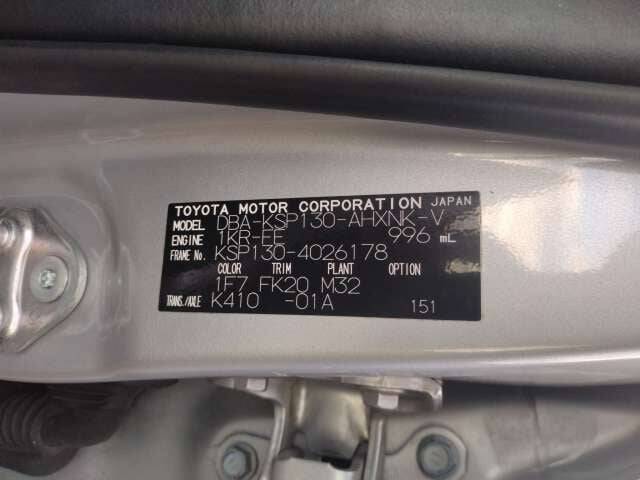 TOYOTA MOTOR CORPORATION JAPAN
MODEL DBA-KSP130-AHXNK-V
ENGINE 1KR-FE 996 mL
FRAME No. KSP130-4026178
COLOR TRIM PLANT OPTION
1F7 FK20 M32
TRANS./AXLE K410 -01A 151